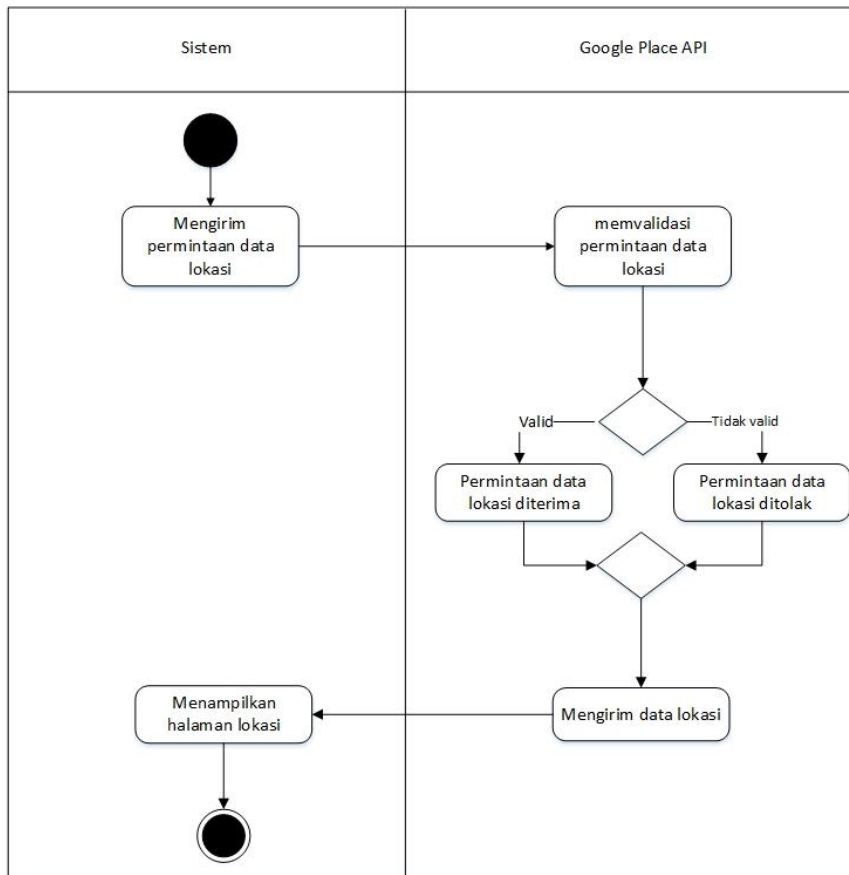 Sistem
Google Place API
Mengirim
permintaan data
lokasi
memvalidasi
permintaan data
lokasi
Valid
Tidak valid
Permintaan data
lokasi diterima
Permintaan data
lokasi ditolak
Menampilkan
halaman lokasi
Mengirim data lokasi